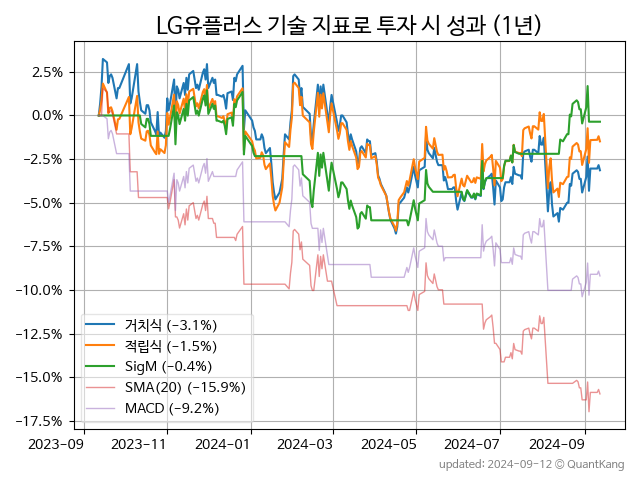 LG유플러스 기술 지표로 투자 시 성과 (1년)
2.5%
0.0%
−2.5%
−5.0%
−7.5%
−10.0%
−12.5%
−15.0%
−17.5%
거치식 (−3.1%)
적립식 (−1.5%)
SigM (−0.4%)
SMA(20) (−15.9%)
MACD (−9.2%)
2023-09 2023-11 2024-01 2024-03 2024-05 2024-07 2024-09
updated: 2024-09-12 © QuantKang